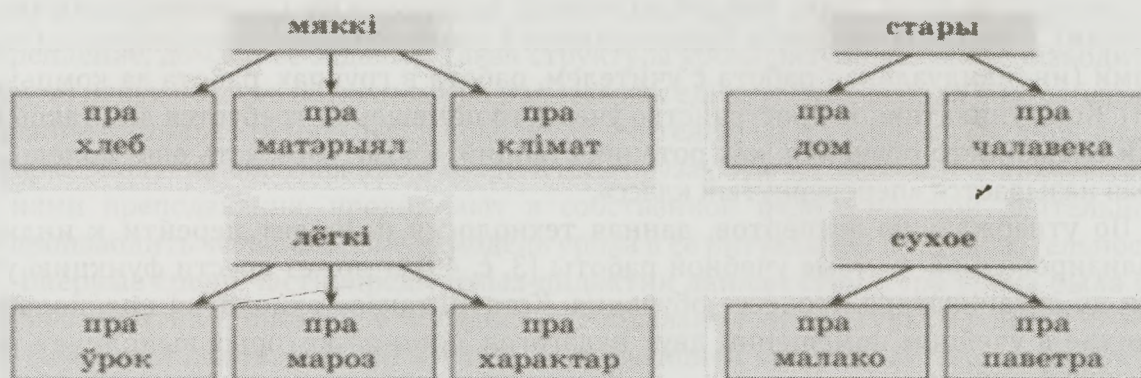 мяккі
стары
пра
хлеб
пра
матэрыял
пра
клімат
пра
дом
пра
чалавека
лёгкі
сухое
пра
ўрок
пра
мароз
пра
характар
пра
малако
пра
паветра